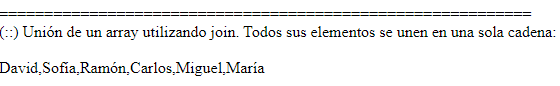 ===========================================================
(::) Unión de un array utilizando join. Todos sus elementos se unen en una sola cadena:
David,Sofía,Ramón,Carlos,Miguel,María